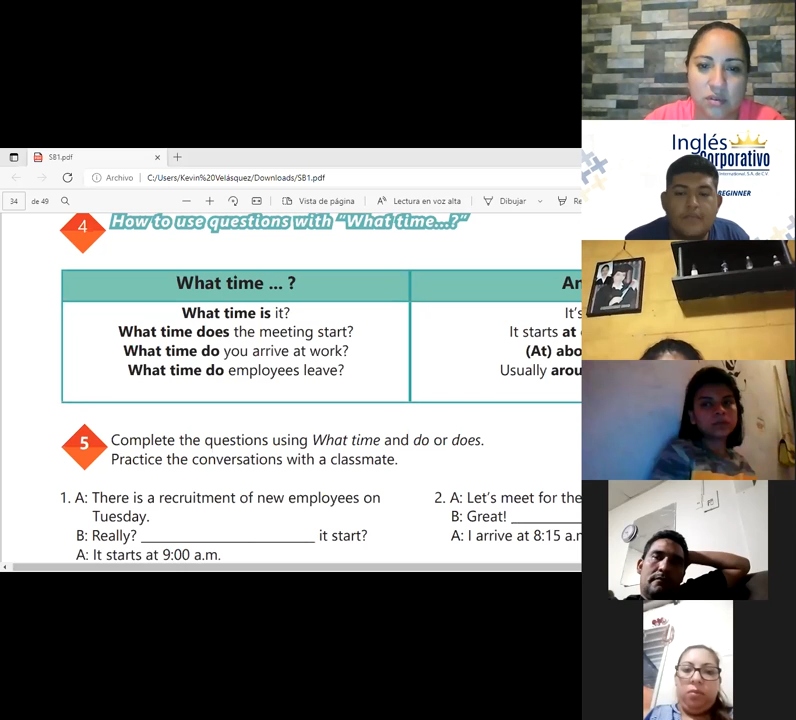 SB1.pdf
Archivo
C:/Users/Kevin%20Velásquez/Downloads/SB1.pdf
34
de 49
Vista de página
Lectura en voz alta
Dibujar
4
How to use questions with “What time...?”
What time ... ?
What time is it?
What time does the meeting start?
What time do you arrive at work?
What time do employees leave?
An
It's
It starts at
(At) abo
Usually arou
5
Complete the questions using What time and do or does.
Practice the conversations with a classmate.
1. A: There is a recruitment of new employees on
Tuesday.
B: Really? ____________________ it start?
A: It starts at 9:00 a.m.
2. A: Let's meet for the
B: Great! __________
A: I arrive at 8:15 a.m
Inglés
Corporativo
International, S.A. de C.V.
BEGINNER